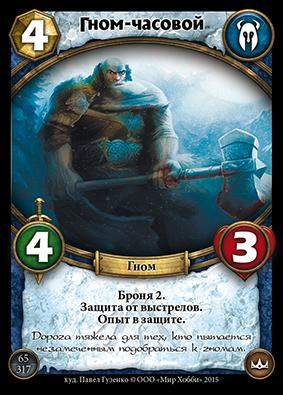 4
Гном-часовой
4
Гном
3
Броня 2.
Защита от выстрелов.
Опыт в защите.
Дорога тяжела для тех, кто пытается
незамеченным подобраться к гномам.
65
317
худ. Павел Гузенко © ООО «Мир Хобби» 2015